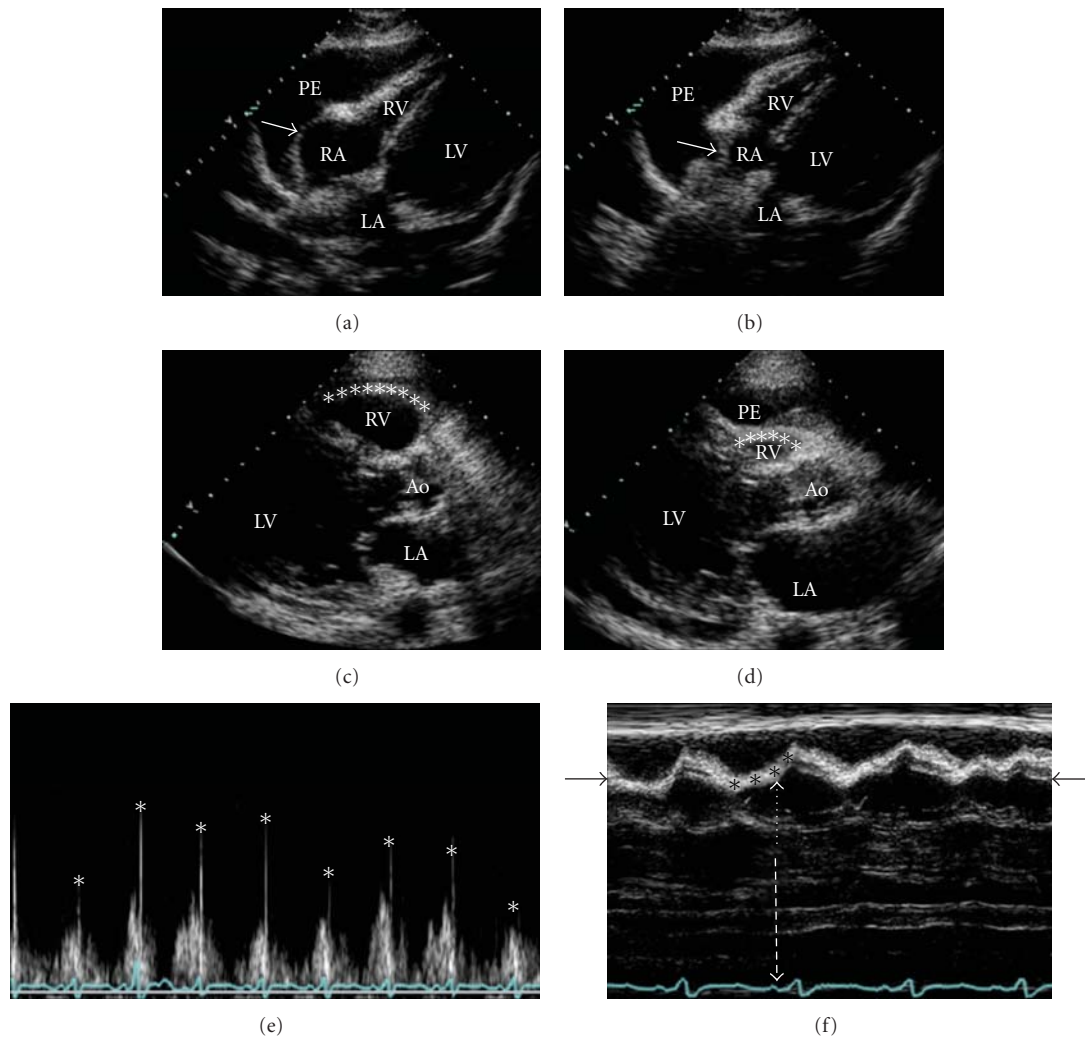 PE
RV
RA
LV
LA
(a)
PE
RV
RA
LV
LA
(b)
********
RV
Ao
LV
LA
(c)
PE
*****
RV
Ao
LV
LA
(d)
* * * * * * * *
(e)
* * * *
(f)